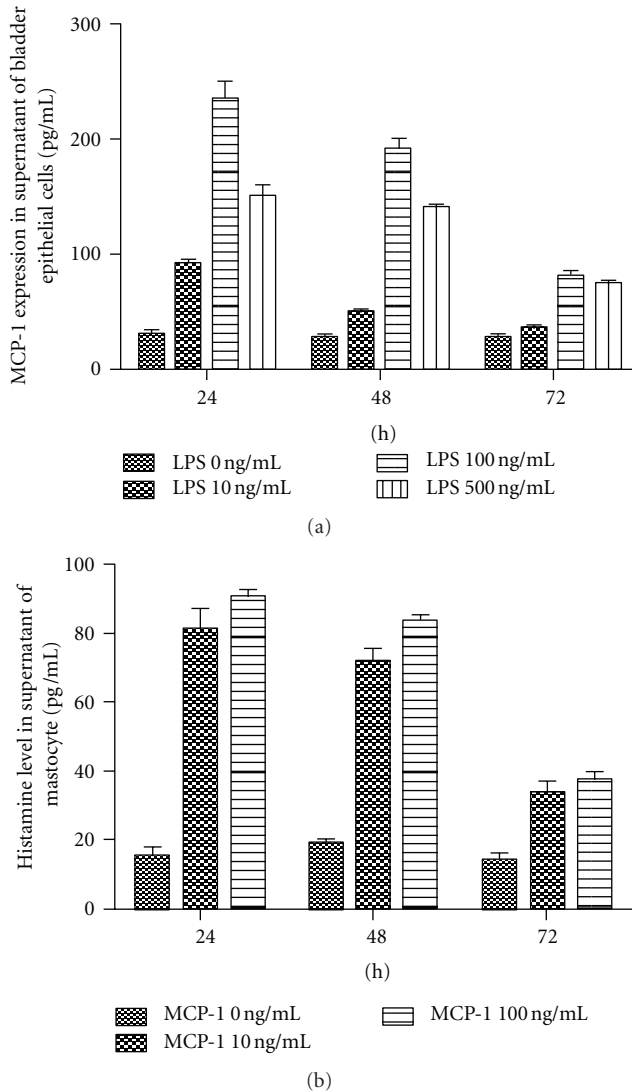 MCP-1 expression in supernatant of bladder
epithelial cells (pg/mL)
300
200
100
0
24 48 72
(h)
LPS 0 ng/mL LPS 100 ng/mL
LPS 10 ng/mL LPS 500 ng/mL
(a)
Histamine level in supernatant of
mastocyte (pg/mL)
100
80
60
40
20
0
24 48 72
(h)
MCP-1 0 ng/mL MCP-1 100 ng/mL
MCP-1 10 ng/mL
(b)